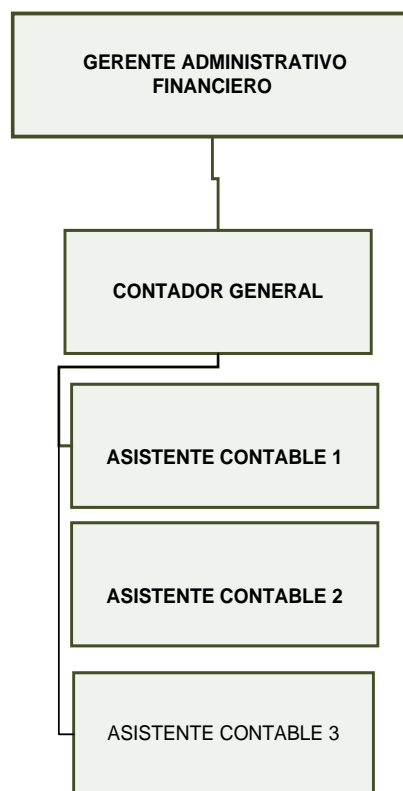 GERENTE ADMINISTRATIVO
FINANCIERO
CONTADOR GENERAL
ASISTENTE CONTABLE 1
ASISTENTE CONTABLE 2
ASISTENTE CONTABLE 3